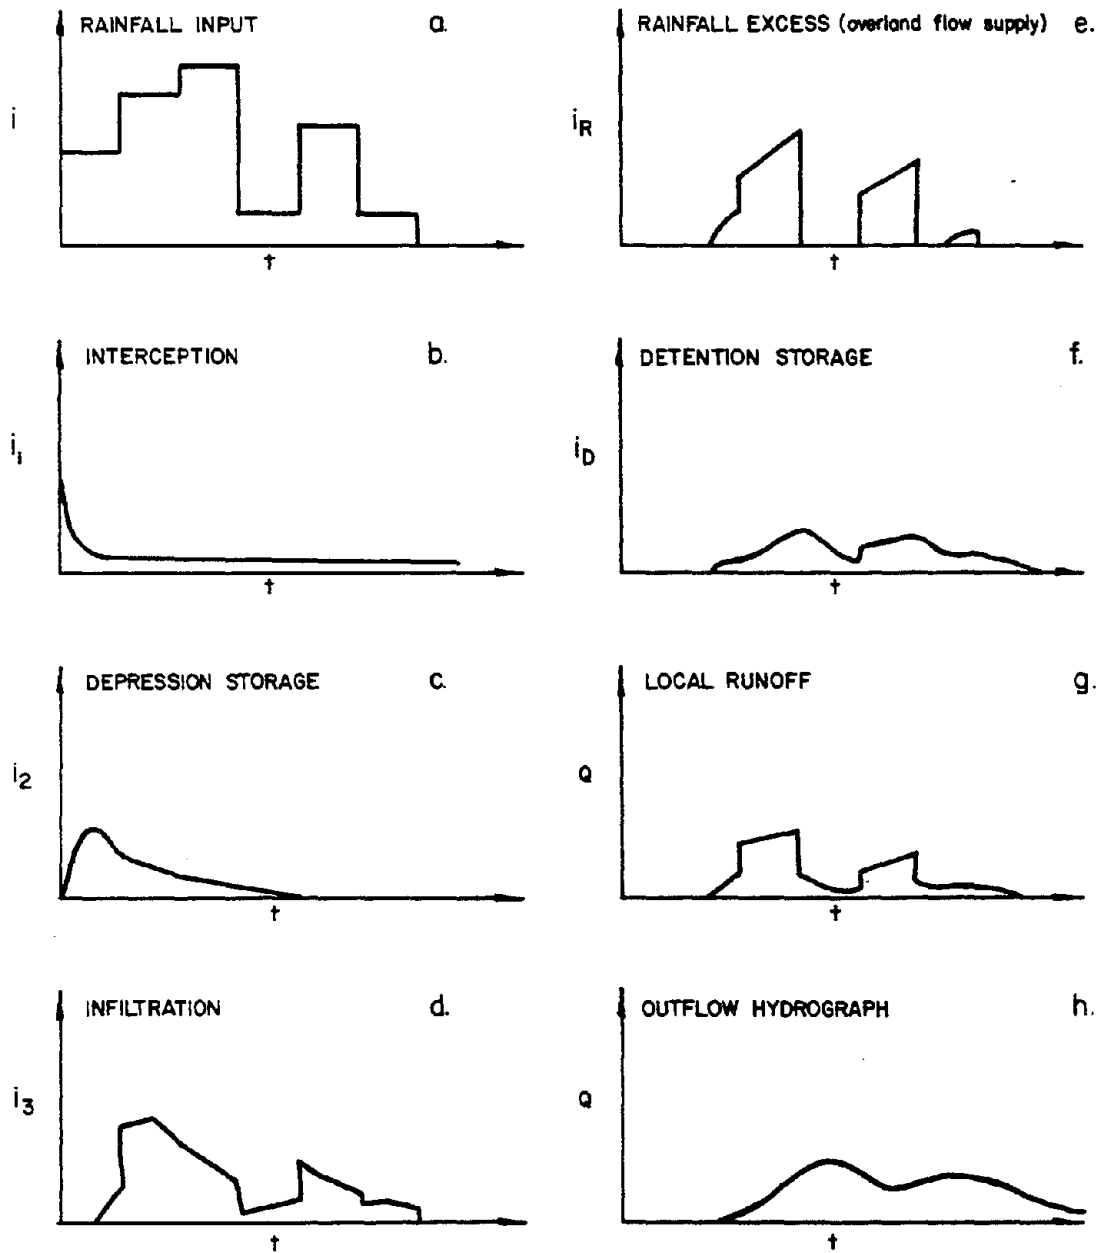 RAINFALL INPUT a.
i
t
INTERCEPTION b.
i1
t
DEPRESSION STORAGE c.
i2
t
INFILTRATION d.
i3
t
RAINFALL EXCESS (overland flow supply) e.
iR
t
DETENTION STORAGE f.
iD
t
LOCAL RUNOFF g.
Q
t
OUTFLOW HYDROGRAPH h.
Q
t